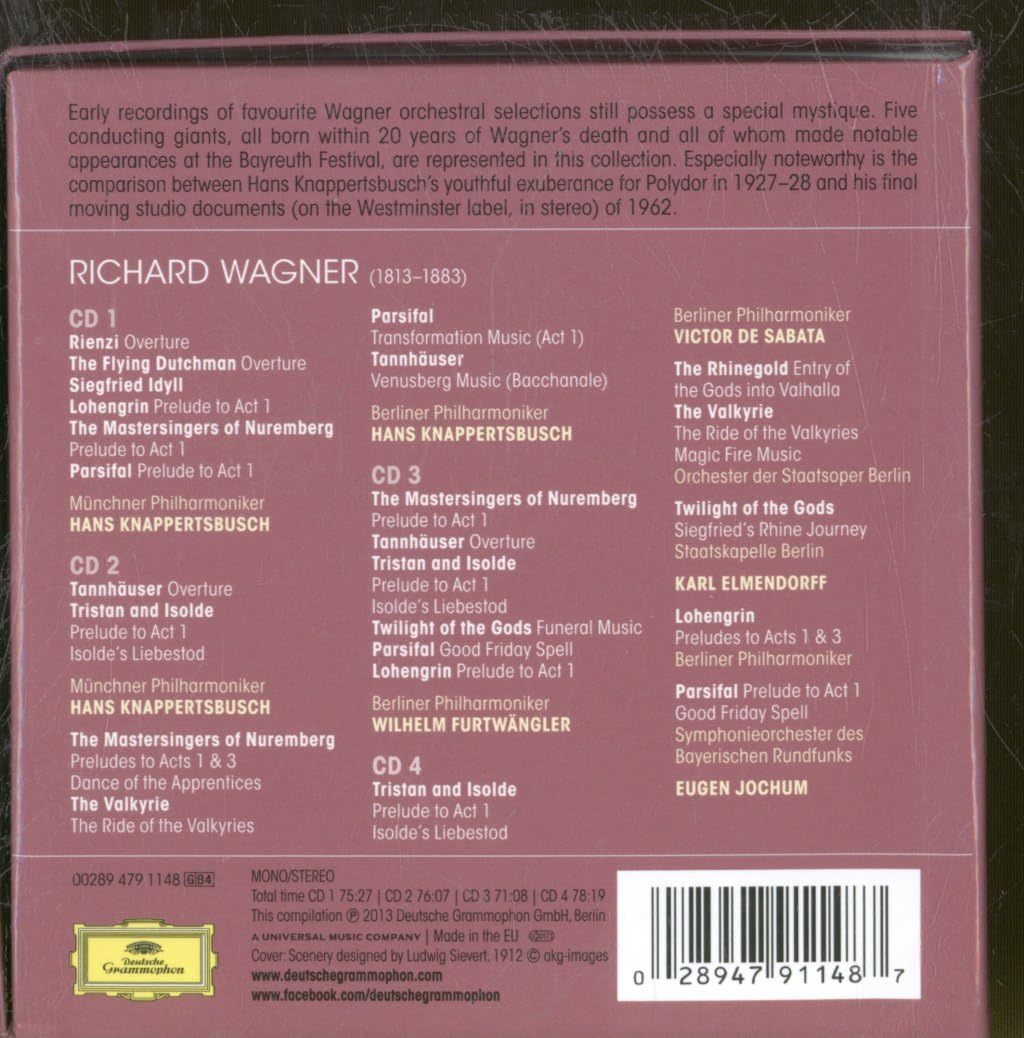 Early recordings of favourite Wagner orchestral selections still possess a special mystique. Five
conducting giants, all born within 20 years of Wagner's death and all of whom made notable
appearances at the Bayreuth Festival, are represented in this collection. Especially noteworthy is the
comparison between Hans Knappertsbusch's youthful exuberance for Polydor in 1927–28 and his final
moving studio documents (on the Westminster label, in stereo) of 1962.
RICHARD WAGNER (1813–1883)
CD 1
Rienzi Overture
The Flying Dutchman Overture
Siegfried Idyll
Lohengrin Prelude to Act 1
The Mastersingers of Nuremberg
Prelude to Act 1
Parsifal Prelude to Act 1
Münchner Philharmoniker
HANS KNAPPERTSBUSCH
CD 2
Tannhäuser Overture
Tristan and Isolde
Prelude to Act 1
Isolde's Liebestod
Münchner Philharmoniker
HANS KNAPPERTSBUSCH
The Mastersingers of Nuremberg
Preludes to Acts 1 & 3
Dance of the Apprentices
The Valkyrie
The Ride of the Valkyries
Parsifal
Transformation Music (Act 1)
Tannhäuser
Venusberg Music (Bacchanale)
Berliner Philharmoniker
HANS KNAPPERTSBUSCH
CD 3
The Mastersingers of Nuremberg
Prelude to Act 1
Tannhäuser Overture
Tristan and Isolde
Prelude to Act 1
Isolde's Liebestod
Twilight of the Gods Funeral Music
Parsifal Good Friday Spell
Lohengrin Prelude to Act 1
Berliner Philharmoniker
WILHELM FURTWÄNGLER
CD 4
Tristan and Isolde
Prelude to Act 1
Isolde's Liebestod
Berliner Philharmoniker
VICTOR DE SABATA
The Rhinegold Entry of
the Gods into Valhalla
The Valkyrie
The Ride of the Valkyries
Magic Fire Music
Orchester der Staatsoper Berlin
Twilight of the Gods
Siegfried's Rhine Journey
Staatskapelle Berlin
KARL ELMENDORFF
Lohengrin
Preludes to Acts 1 & 3
Berliner Philharmoniker
Parsifal Prelude to Act 1
Good Friday Spell
Symphonieorchester des
Bayerischen Rundfunks
EUGEN JOCHUM
00289 479 1148 GB4
Deutsche
Grammophon
MONO/STEREO
Total time CD 1 75:27 | CD 2 76:07 | CD 3 71:08 | CD 4 78:19
This compilation ℗ 2013 Deutsche Grammophon GmbH, Berlin
A UNIVERSAL MUSIC COMPANY | Made in the EU
Cover: Scenery designed by Ludwig Sievert, 1912 © akg-images
www.deutschegrammophon.com
www.facebook.com/deutschegrammophon
0 28947 91148 7